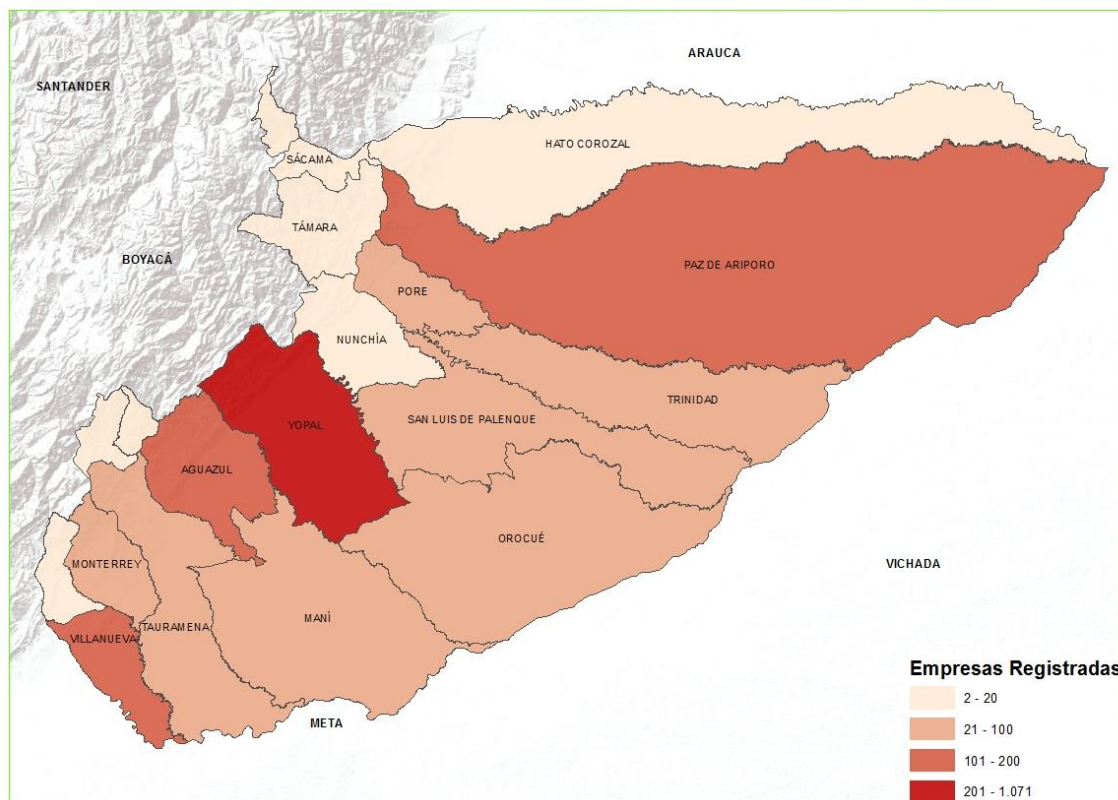 ARAUCA
SANTANDER
HATO COROZAL
SÁCAMA
TÁMARA
BOYACÁ
PAZ DE ARIPORO
PORE
NUNCHÍA
TRINIDAD
SAN LUIS DE PALENQUE
YOPAL
AGUAZUL
OROCUÉ
MONTERREY
VICHADA
MANÍ
TAURAMENA
VILLANUEVA
META
Empresas Registradas
2 - 20
21 - 100
101 - 200
201 - 1.071